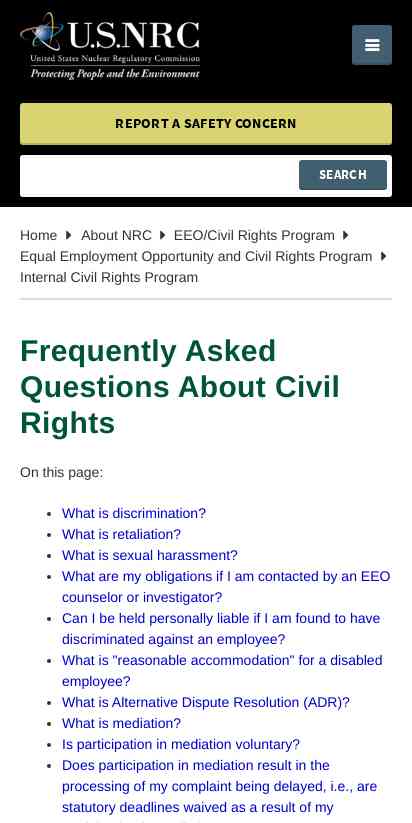 U.S.NRC
United States Nuclear Regulatory Commission
Protecting People and the Environment
REPORT A SAFETY CONCERN
SEARCH
Home About NRC EEO/Civil Rights Program
Equal Employment Opportunity and Civil Rights Program
Internal Civil Rights Program
Frequently Asked
Questions About Civil
Rights
On this page:
What is discrimination?
What is retaliation?
What is sexual harassment?
What are my obligations if I am contacted by an EEO
counselor or investigator?
Can I be held personally liable if I am found to have
discriminated against an employee?
What is "reasonable accommodation" for a disabled
employee?
What is Alternative Dispute Resolution (ADR)?
What is mediation?
Is participation in mediation voluntary?
Does participation in mediation result in the
processing of my complaint being delayed, i.e., are
statutory deadlines waived as a result of my